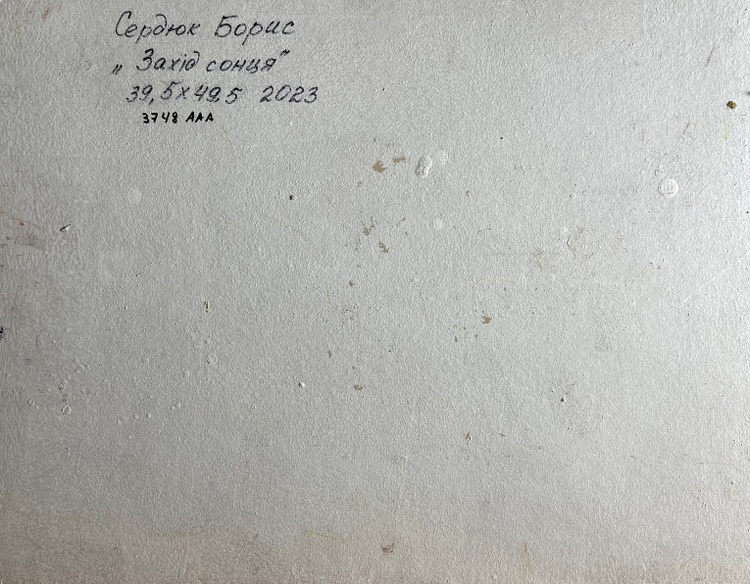 Сердюк Борис
„Захід сонця"
39,5х49,5 2023
3748 ААА